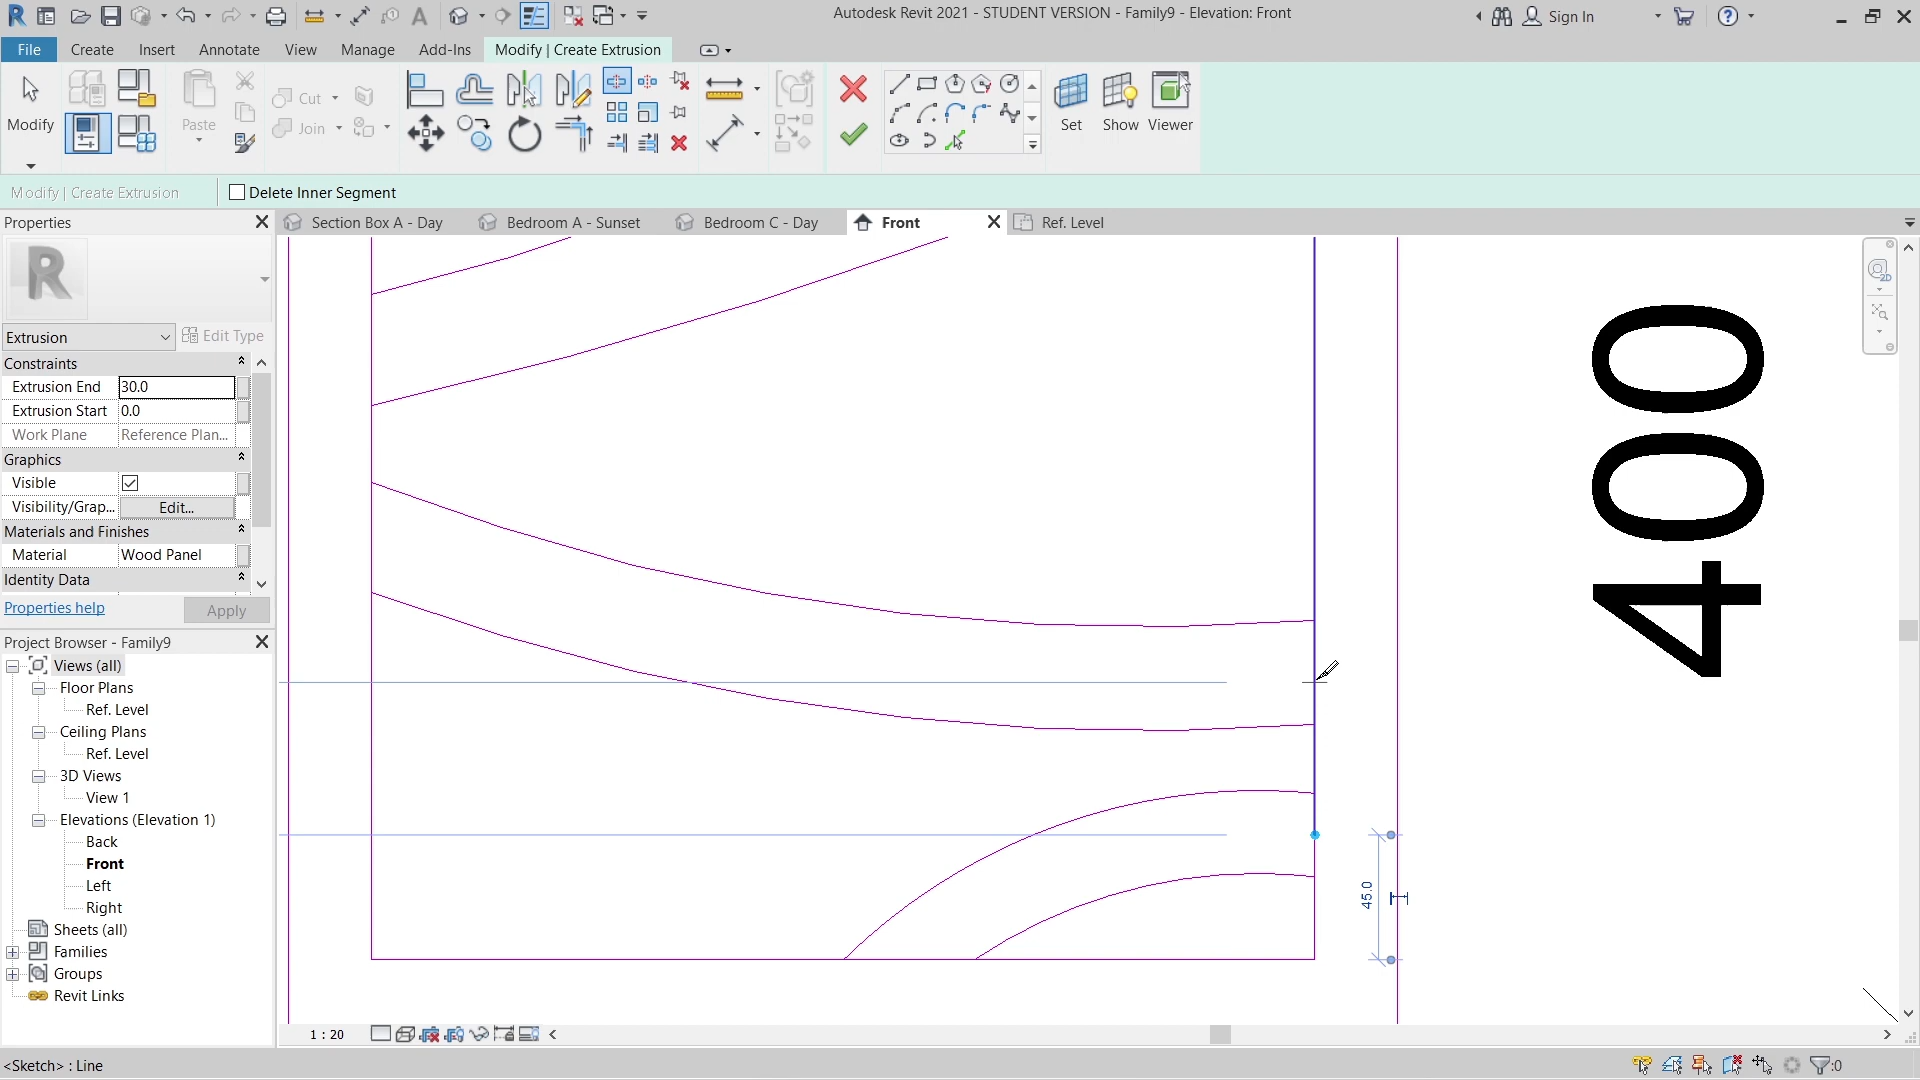 Autodesk Revit 2021 - STUDENT VERSION - Family9 - Elevation: Front
Sign In
File
Create
Insert
Annotate
View
Manage
Add-Ins
Modify | Create Extrusion
Modify
Paste
Cut
Join
Set
Show
Viewer
Modify | Create Extrusion
Delete Inner Segment
Properties
Section Box A - Day
Bedroom A - Sunset
Bedroom C - Day
Front
Ref. Level
Extrusion
Edit Type
Constraints
Extrusion End 30.0
Extrusion Start 0.0
Work Plane Reference Plan...
Graphics
Visible
Visibility/Grap... Edit...
Materials and Finishes
Material Wood Panel
Identity Data
Properties help
Apply
Project Browser - Family9
Views (all)
Floor Plans
Ref. Level
Ceiling Plans
Ref. Level
3D Views
View 1
Elevations (Elevation 1)
Back
Front
Left
Right
Sheets (all)
Families
Groups
Revit Links
400
45.0
1 : 20
<Sketch> : Line
:0